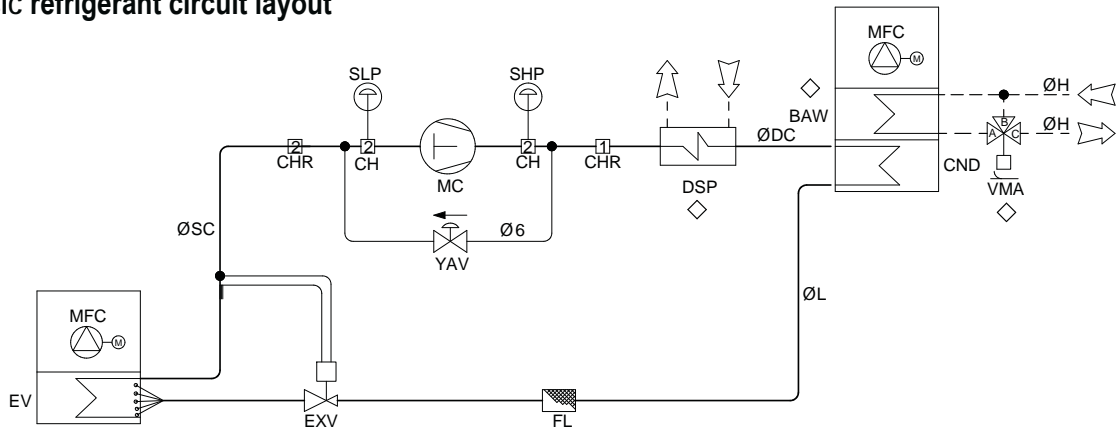 ic refrigerant circuit layout
MFC
M
SLP
SHP
BAW
ØH
B
A C
ØH
2
CHR
2
CH
MC
2
CH
1
CHR
DSP
ØDC
CND
VMA
ØSC
YAV
Ø6
ØL
MFC
M
EV
EXV
FL